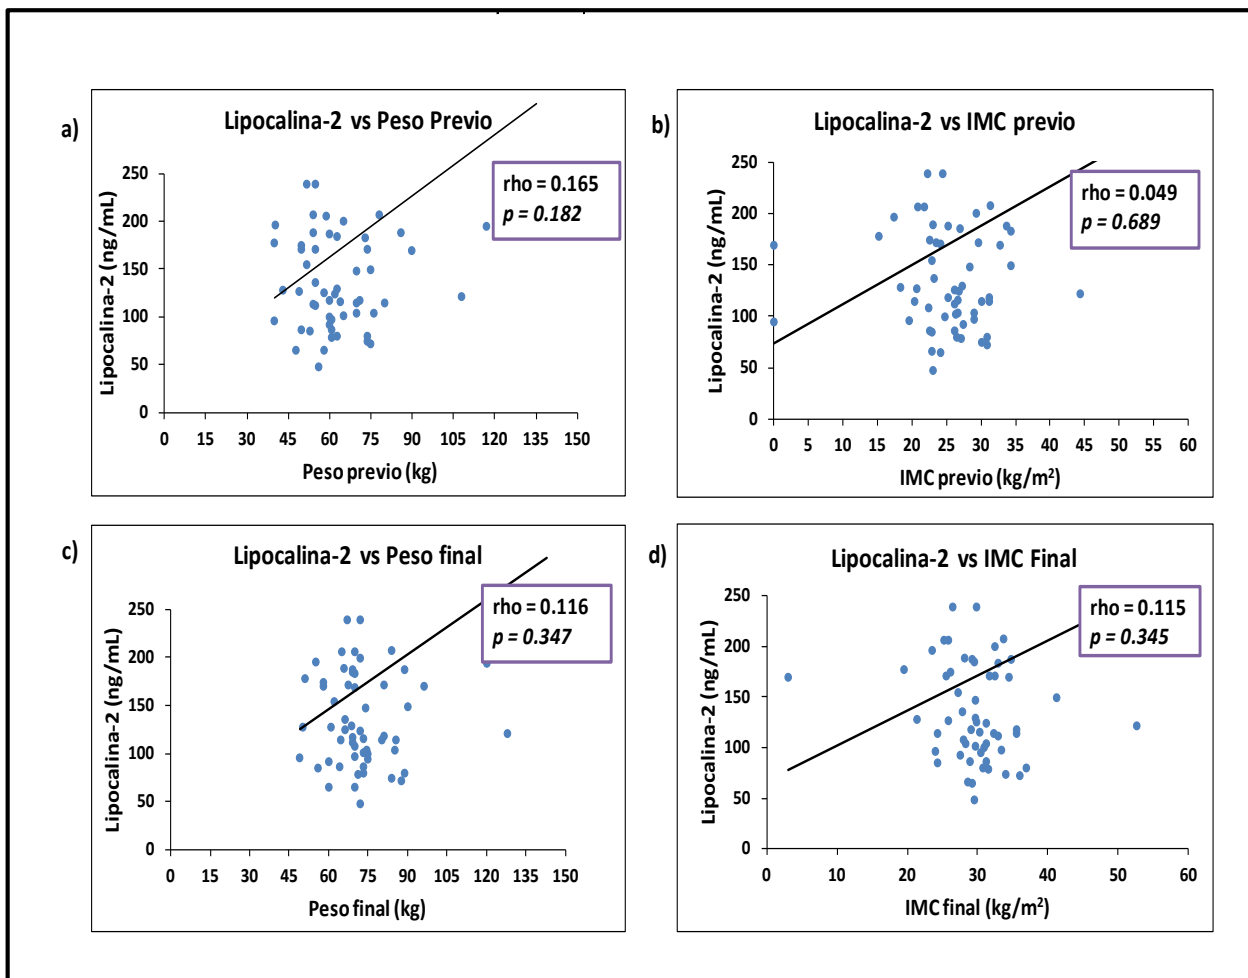 a)
Lipocalina-2 vs Peso Previo
rho = 0.165
p = 0.182
Lipocalina-2 (ng/mL)
250
200
150
100
50
0
0 15 30 45 60 75 90 105 120 135 150
Peso previo (kg)
b)
Lipocalina-2 vs IMC previo
rho = 0.049
p = 0.689
Lipocalina-2 (ng/mL)
250
200
150
100
50
0
0 5 10 15 20 25 30 35 40 45 50 55 60
IMC previo (kg/m²)
c)
Lipocalina-2 vs Peso final
rho = 0.116
p = 0.347
Lipocalina-2 (ng/mL)
250
200
150
100
50
0
0 15 30 45 60 75 90 105 120 135 150
Peso final (kg)
d)
Lipocalina-2 vs IMC Final
rho = 0.115
p = 0.345
Lipocalina-2 (ng/mL)
250
200
150
100
50
0
0 10 20 30 40 50 60
IMC final (kg/m²)